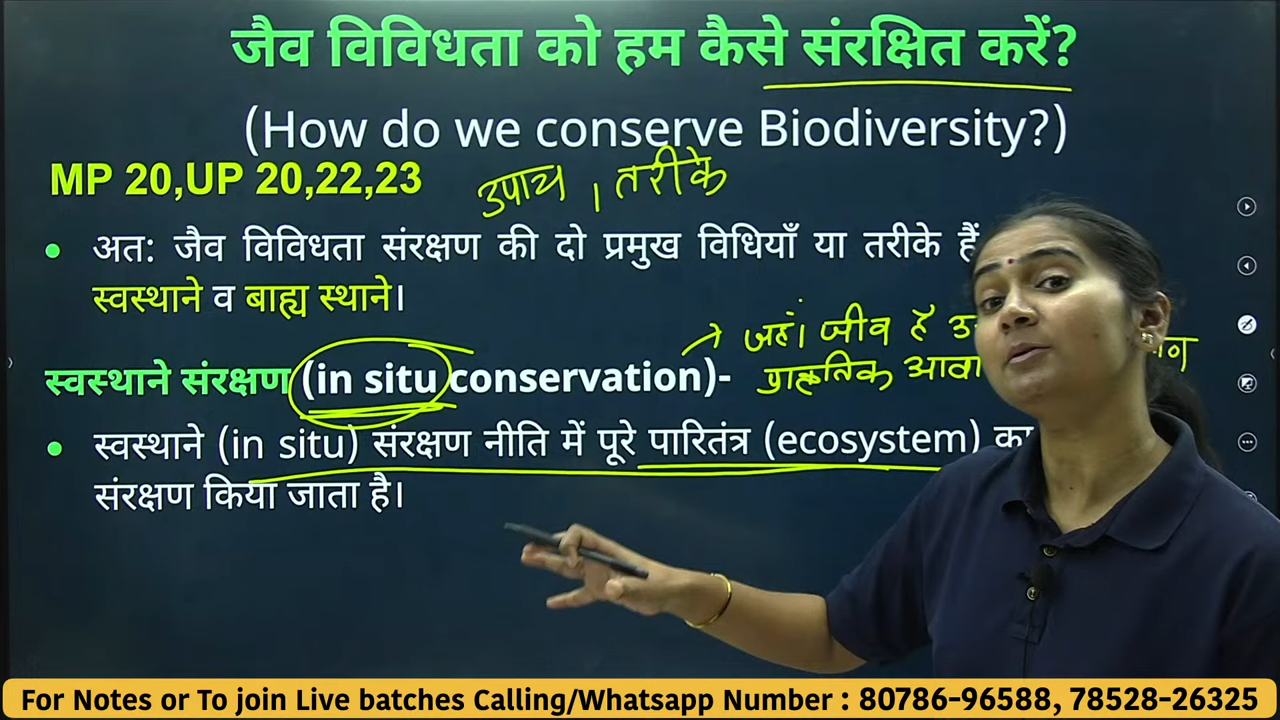 जैव विविधता को हम कैसे संरक्षित करें?
(How do we conserve Biodiversity?)
MP 20,UP 20,22,23
उपाय , तरीके
अत: जैव विविधता संरक्षण की दो प्रमुख विधियाँ या तरीके हैं
स्वस्थाने व बाह्य स्थाने।
→ जहां जीव है
प्राकृतिक
स्वस्थाने संरक्षण (in situ conservation)-
स्वस्थाने (in situ) संरक्षण नीति में पूरे पारितंत्र (ecosystem) का
संरक्षण किया जाता है।
For Notes or To join Live batches Calling/Whatsapp Number : 80786-96588, 78528-26325